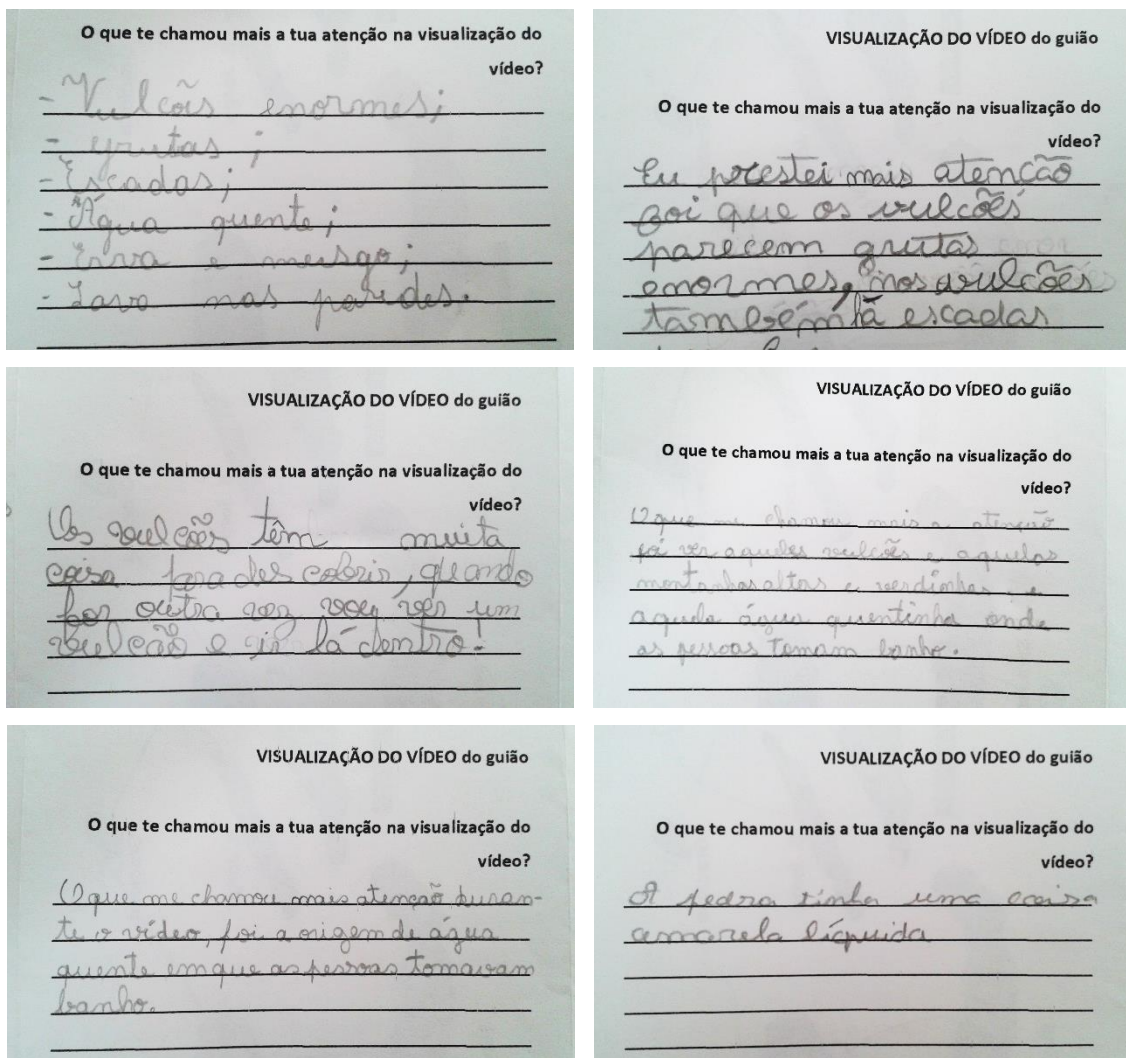 O que te chamou mais a tua atenção na visualização do
vídeo?
- Vulcões enormes;
- grutas;
- Escadas;
- Água quente;
- Erva e musgo;
- Lava nas paredes.
VISUALIZAÇÃO DO VÍDEO do guião
O que te chamou mais a tua atenção na visualização do
vídeo?
Eu prestei mais atenção
foi que os vulcões
parecem grutas
enormes, nos vulcões
também há escadas
VISUALIZAÇÃO DO VÍDEO do guião
O que te chamou mais a tua atenção na visualização do
vídeo?
Os vulcões têm muita
coisa para descobrir, quando
for outra vez vou ver um
vulcão e ir lá dentro!
VISUALIZAÇÃO DO VÍDEO do guião
O que te chamou mais a tua atenção na visualização do
vídeo?
O que me chamou mais a atenção
foi ver aqueles vulcões e aquelas
montanhas altas e verdinhas e
aquela água quentinha onde
as pessoas tomam banho.
VISUALIZAÇÃO DO VÍDEO do guião
O que te chamou mais a tua atenção na visualização do
vídeo?
O que me chamou mais atenção duran-
te o vídeo, foi a origem de água
quente em que as pessoas tomavam
banho.
VISUALIZAÇÃO DO VÍDEO do guião
O que te chamou mais a tua atenção na visualização do
vídeo?
A pedra tinha uma coisa
amarela líquida